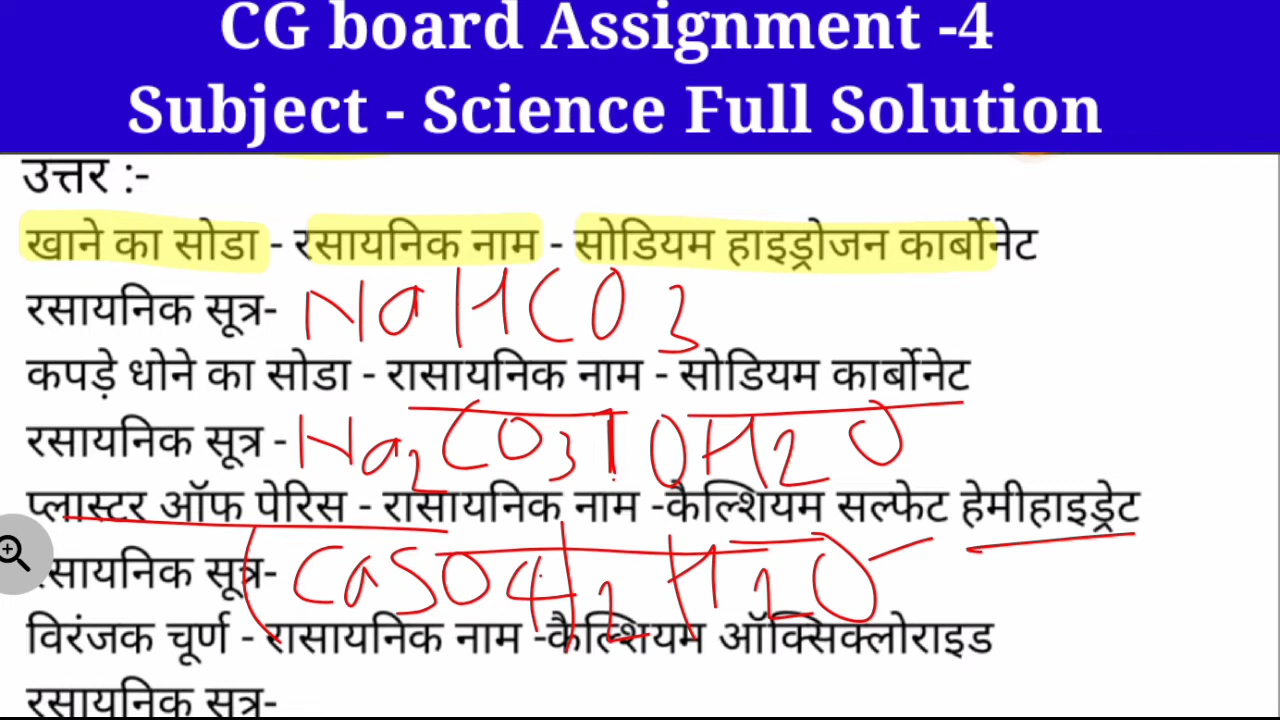 CG board Assignment -4
Subject - Science Full Solution
उत्तर :-
खाने का सोडा - रसायनिक नाम - सोडियम हाइड्रोजन कार्बोनेट
रसायनिक सूत्र- NaHCO3
कपड़े धोने का सोडा - रासायनिक नाम - सोडियम कार्बोनेट
रसायनिक सूत्र - Na2CO3 10H2O
प्लास्टर ऑफ पेरिस - रासायनिक नाम -कैल्शियम सल्फेट हेमीहाइड्रेट
रसायनिक सूत्र- (CaSO4)2 H2O
विरंजक चूर्ण - रासायनिक नाम -कैल्शियम ऑक्सिक्लोराइड
रसायनिक सूत्र-